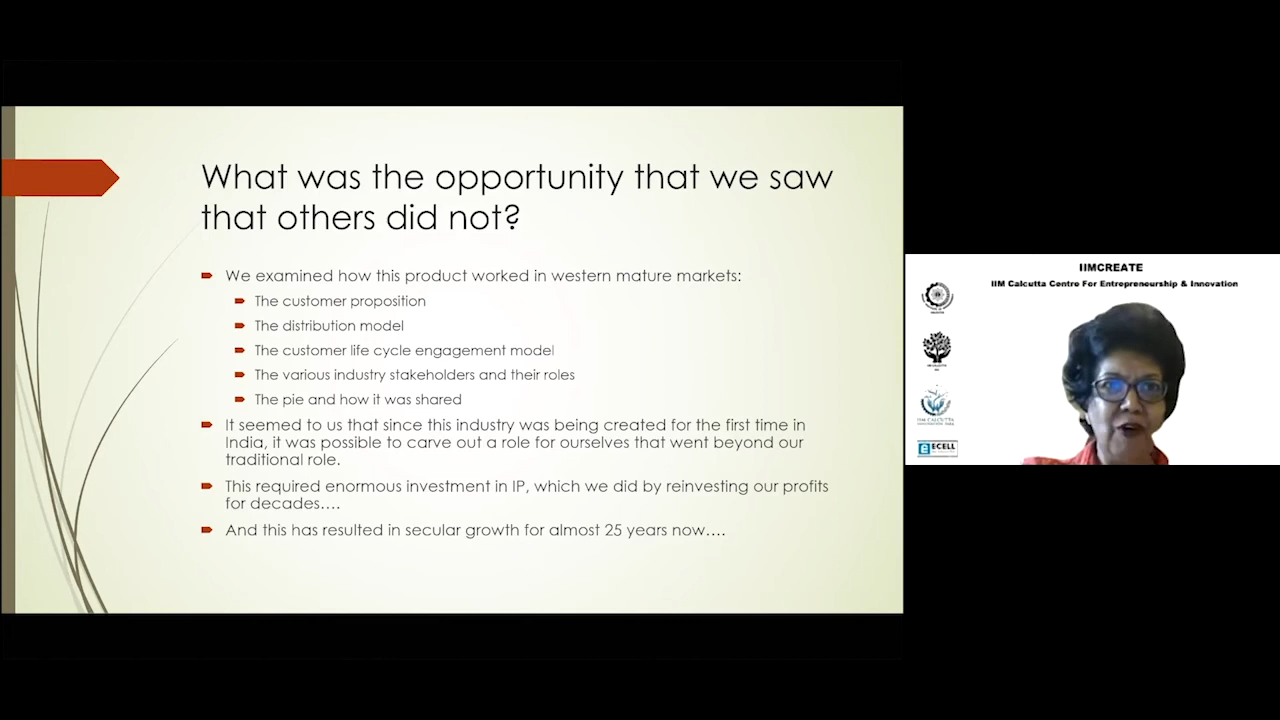 What was the opportunity that we saw
that others did not?
We examined how this product worked in western mature markets:
The customer proposition
The distribution model
The customer life cycle engagement model
The various industry stakeholders and their roles
The pie and how it was shared
It seemed to us that since this industry was being created for the first time in
India, it was possible to carve out a role for ourselves that went beyond our
traditional role.
This required enormous investment in IP, which we did by reinvesting our profits
for decades….
And this has resulted in secular growth for almost 25 years now….
IIMCREATE
IIM Calcutta Centre For Entrepreneurship & Innovation
IIM CALCUTTA
INNOVATION PARK
ECELL